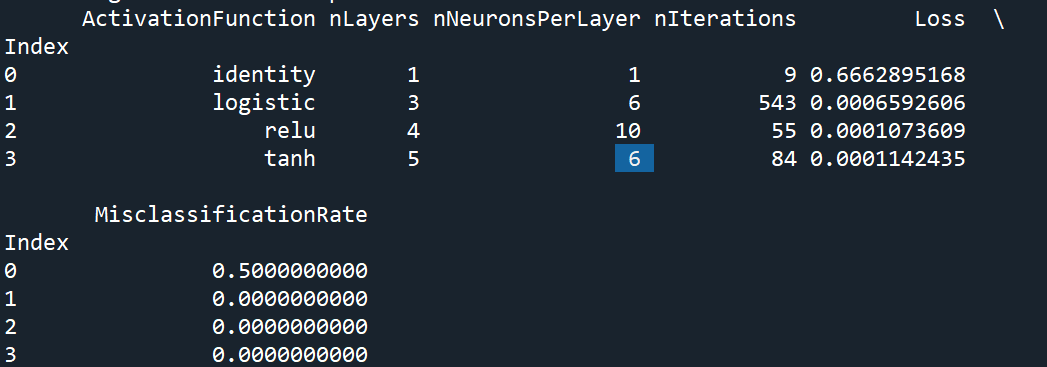 ActivationFunction nLayers nNeuronsPerLayer nIterations Loss \
Index
0 identity 1 1 9 0.6662895168
1 logistic 3 6 543 0.0006592606
2 relu 4 10 55 0.0001073609
3 tanh 5 6 84 0.0001142435
MisclassificationRate
Index
0 0.5000000000
1 0.0000000000
2 0.0000000000
3 0.0000000000